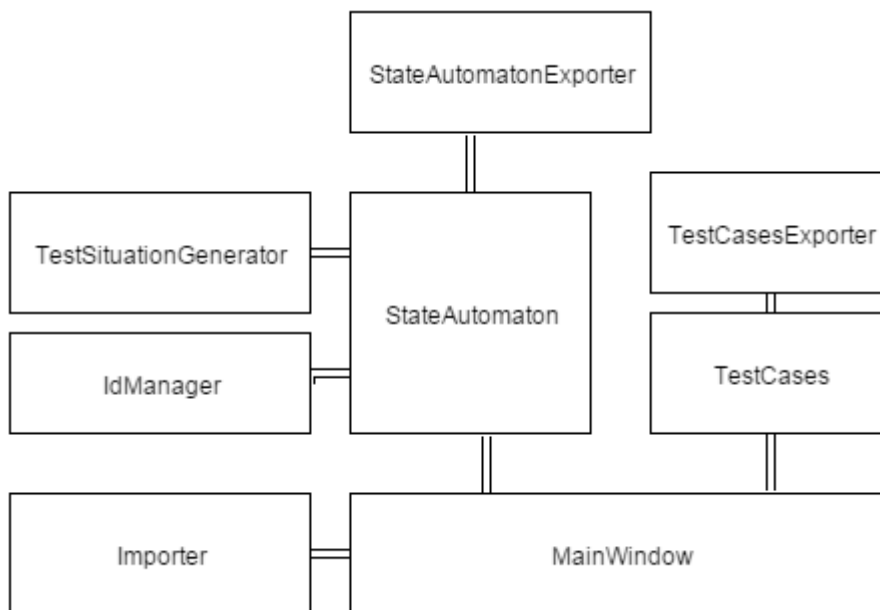 StateAutomatonExporter
TestCasesExporter
TestSituationGenerator
StateAutomaton
TestCases
IdManager
Importer
MainWindow